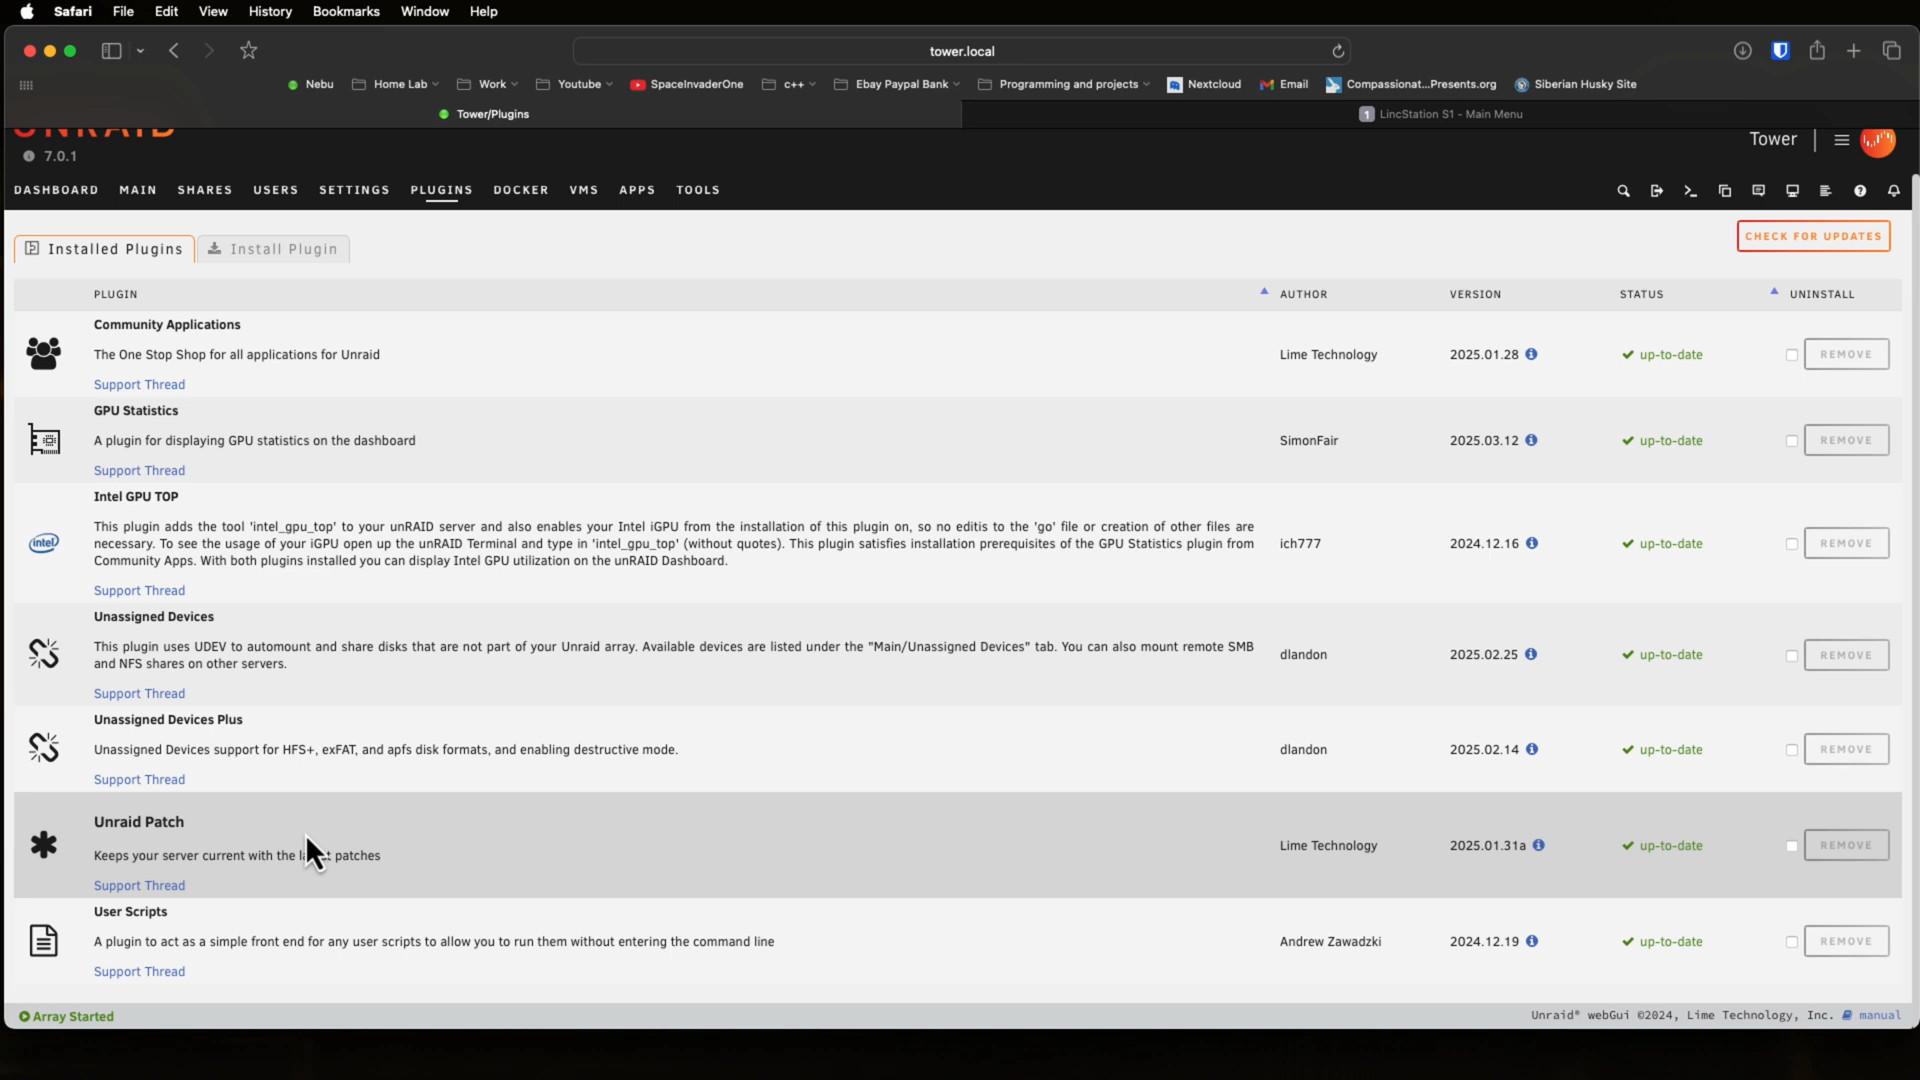 Safari File Edit View History Bookmarks Window Help
tower.local
Nebu Home Lab Work Youtube SpaceInvaderOne c++ Ebay Paypal Bank Programming and projects Nextcloud Email Compassionat...Presents.org Siberian Husky Site
Tower/Plugins 1 LincStation S1 - Main Menu
UNRAID
7.0.1
Tower
DASHBOARD MAIN SHARES USERS SETTINGS PLUGINS DOCKER VMS APPS TOOLS
Installed Plugins Install Plugin CHECK FOR UPDATES
PLUGIN AUTHOR VERSION STATUS UNINSTALL
Community Applications
The One Stop Shop for all applications for Unraid Lime Technology 2025.01.28 up-to-date REMOVE
Support Thread
GPU Statistics
A plugin for displaying GPU statistics on the dashboard SimonFair 2025.03.12 up-to-date REMOVE
Support Thread
Intel GPU TOP
This plugin adds the tool 'intel_gpu_top' to your unRAID server and also enables your Intel iGPU from the installation of this plugin on, so no editis to the 'go' file or creation of other files are
intel necessary. To see the usage of your iGPU open up the unRAID Terminal and type in 'intel_gpu_top' (without quotes). This plugin satisfies installation prerequisites of the GPU Statistics plugin from ich777 2024.12.16 up-to-date REMOVE
Community Apps. With both plugins installed you can display Intel GPU utilization on the unRAID Dashboard.
Support Thread
Unassigned Devices
This plugin uses UDEV to automount and share disks that are not part of your Unraid array. Available devices are listed under the "Main/Unassigned Devices" tab. You can also mount remote SMB dlandon 2025.02.25 up-to-date REMOVE
and NFS shares on other servers.
Support Thread
Unassigned Devices Plus
Unassigned Devices support for HFS+, exFAT, and apfs disk formats, and enabling destructive mode. dlandon 2025.02.14 up-to-date REMOVE
Support Thread
Unraid Patch
Keeps your server current with the patches Lime Technology 2025.01.31a up-to-date REMOVE
Support Thread
User Scripts
A plugin to act as a simple front end for any user scripts to allow you to run them without entering the command line Andrew Zawadzki 2024.12.19 up-to-date REMOVE
Support Thread
Array Started Unraid® webGui ©2024, Lime Technology, Inc. manual